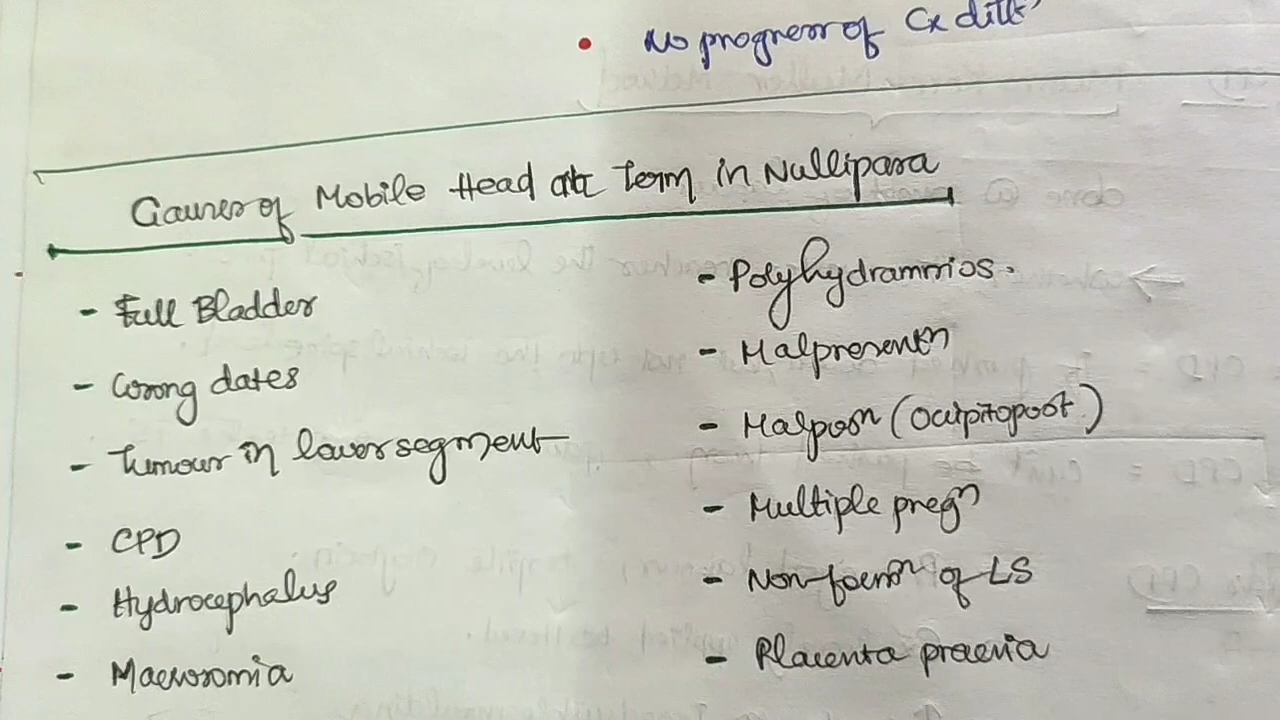 • No progress of Cx dilt
Causes of Mobile Head at Term in Nullipara
- Full Bladder
- Wrong dates
- Tumour in lower segment
- CPD
- Hydrocephalus
- Macrosomia
- Polyhydramnios.
- Malpresentn
- Malposn (Occipitopost)
- Multiple pregn
- Non-formn of LS
- Placenta praevia